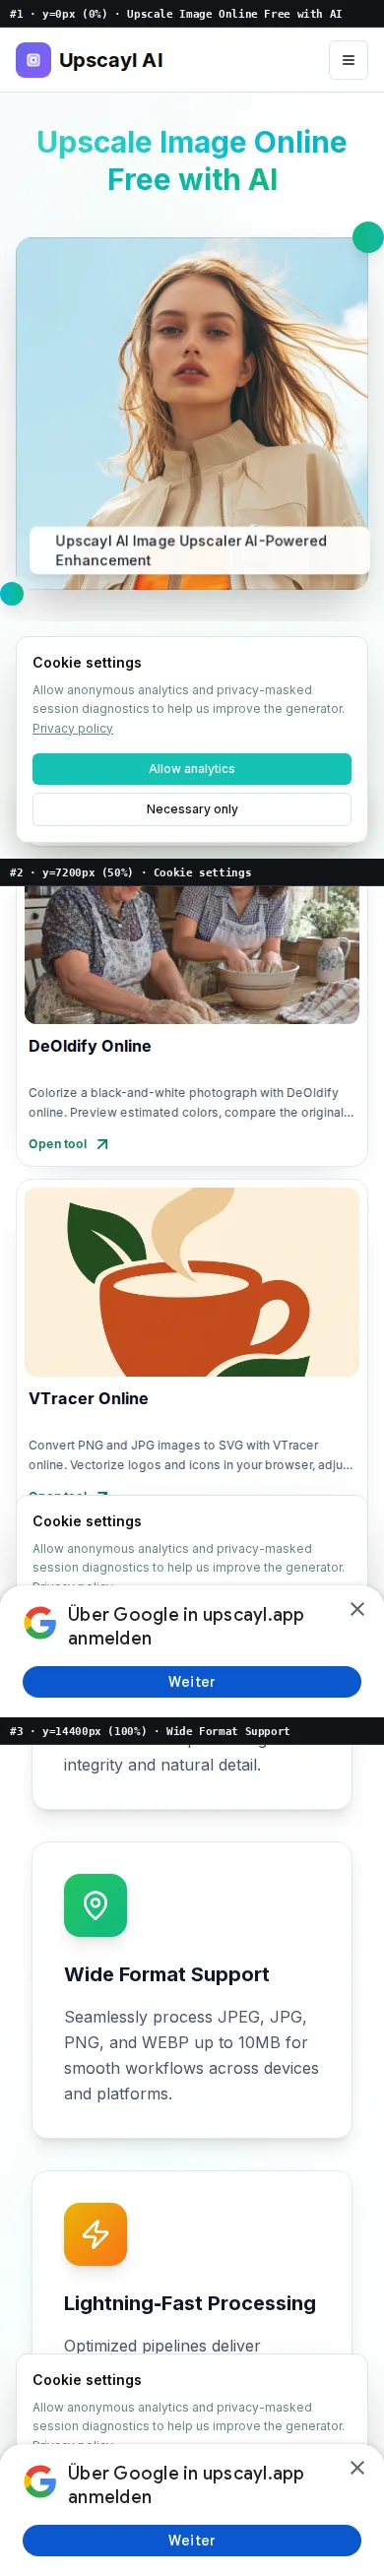 #1 · y=0px (0%) · Upscale Image Online Free with AI
Upscayl AI
Upscale Image Online
Free with AI
Upscayl AI Image Upscaler AI-Powered
Enhancement
Cookie settings
Allow anonymous analytics and privacy-masked
session diagnostics to help us improve the generator.
Privacy policy
Allow analytics
Necessary only
#2 · y=7200px (50%) · Cookie settings
DeOldify Online
Colorize a black-and-white photograph with DeOldify
online. Preview estimated colors, compare the original...
Open tool
VTracer Online
Convert PNG and JPG images to SVG with VTracer
online. Vectorize logos and icons in your browser, adju...
Open tool
Cookie settings
Allow anonymous analytics and privacy-masked
session diagnostics to help us improve the generator.
Privacy policy
Über Google in upscayl.app
anmelden
Weiter
#3 · y=14400px (100%) · Wide Format Support
integrity and natural detail.
Wide Format Support
Seamlessly process JPEG, JPG,
PNG, and WEBP up to 10MB for
smooth workflows across devices
and platforms.
Lightning-Fast Processing
Optimized pipelines deliver
Cookie settings
Allow anonymous analytics and privacy-masked
session diagnostics to help us improve the generator.
Privacy policy
Über Google in upscayl.app
anmelden
Weiter